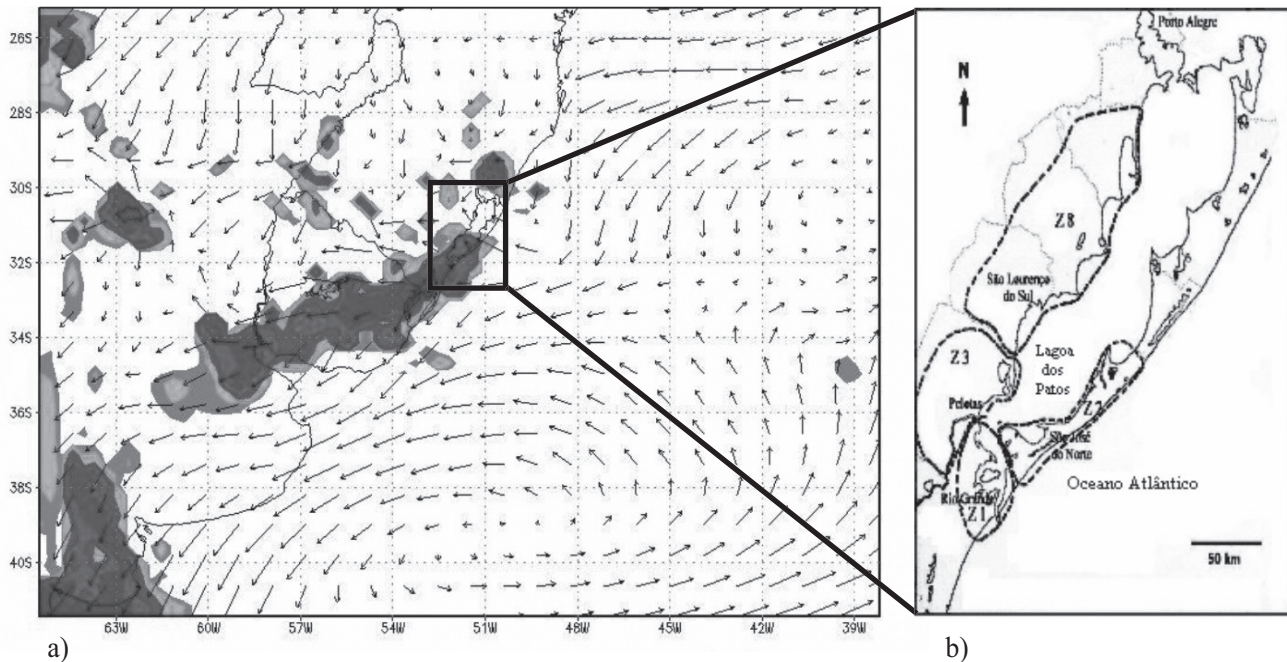 26S
28S
30S
32S
34S
36S
38S
40S
63W
60W
57W
54W
51W
48W
45W
42W
39W
a)
Porto Alegre
N
Z8
São Lourenço
do Sul
Z3
Lagoa
dos
Patos
Pelotas
Z2
São José
do Norte
Oceano Atlântico
Rio Grande
Z1
50 km
b)